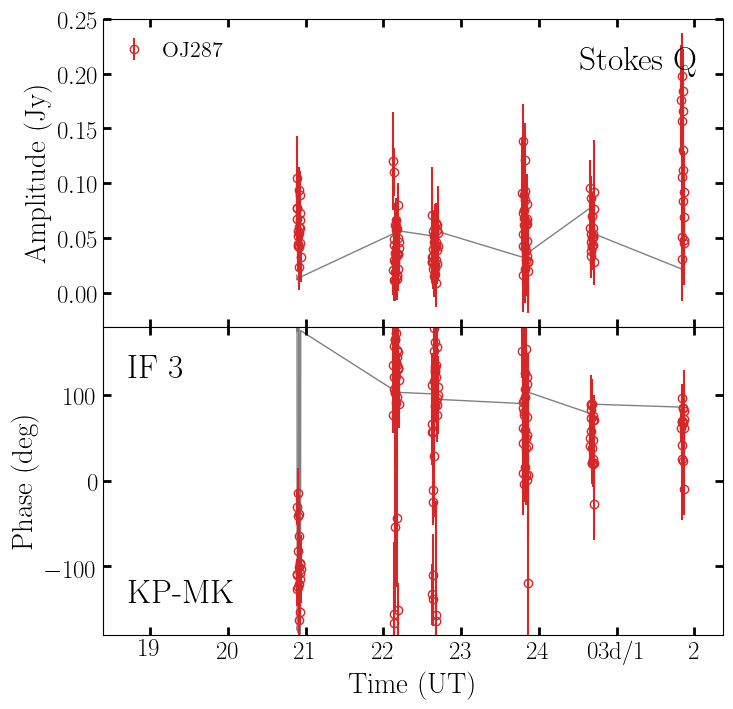 0.25
OJ287
Stokes Q
0.20
0.15
0.10
0.05
0.00
Amplitude (Jy)
IF 3
100
0
−100
Phase (deg)
KP-MK
19 20 21 22 23 24 03d/1 2
Time (UT)